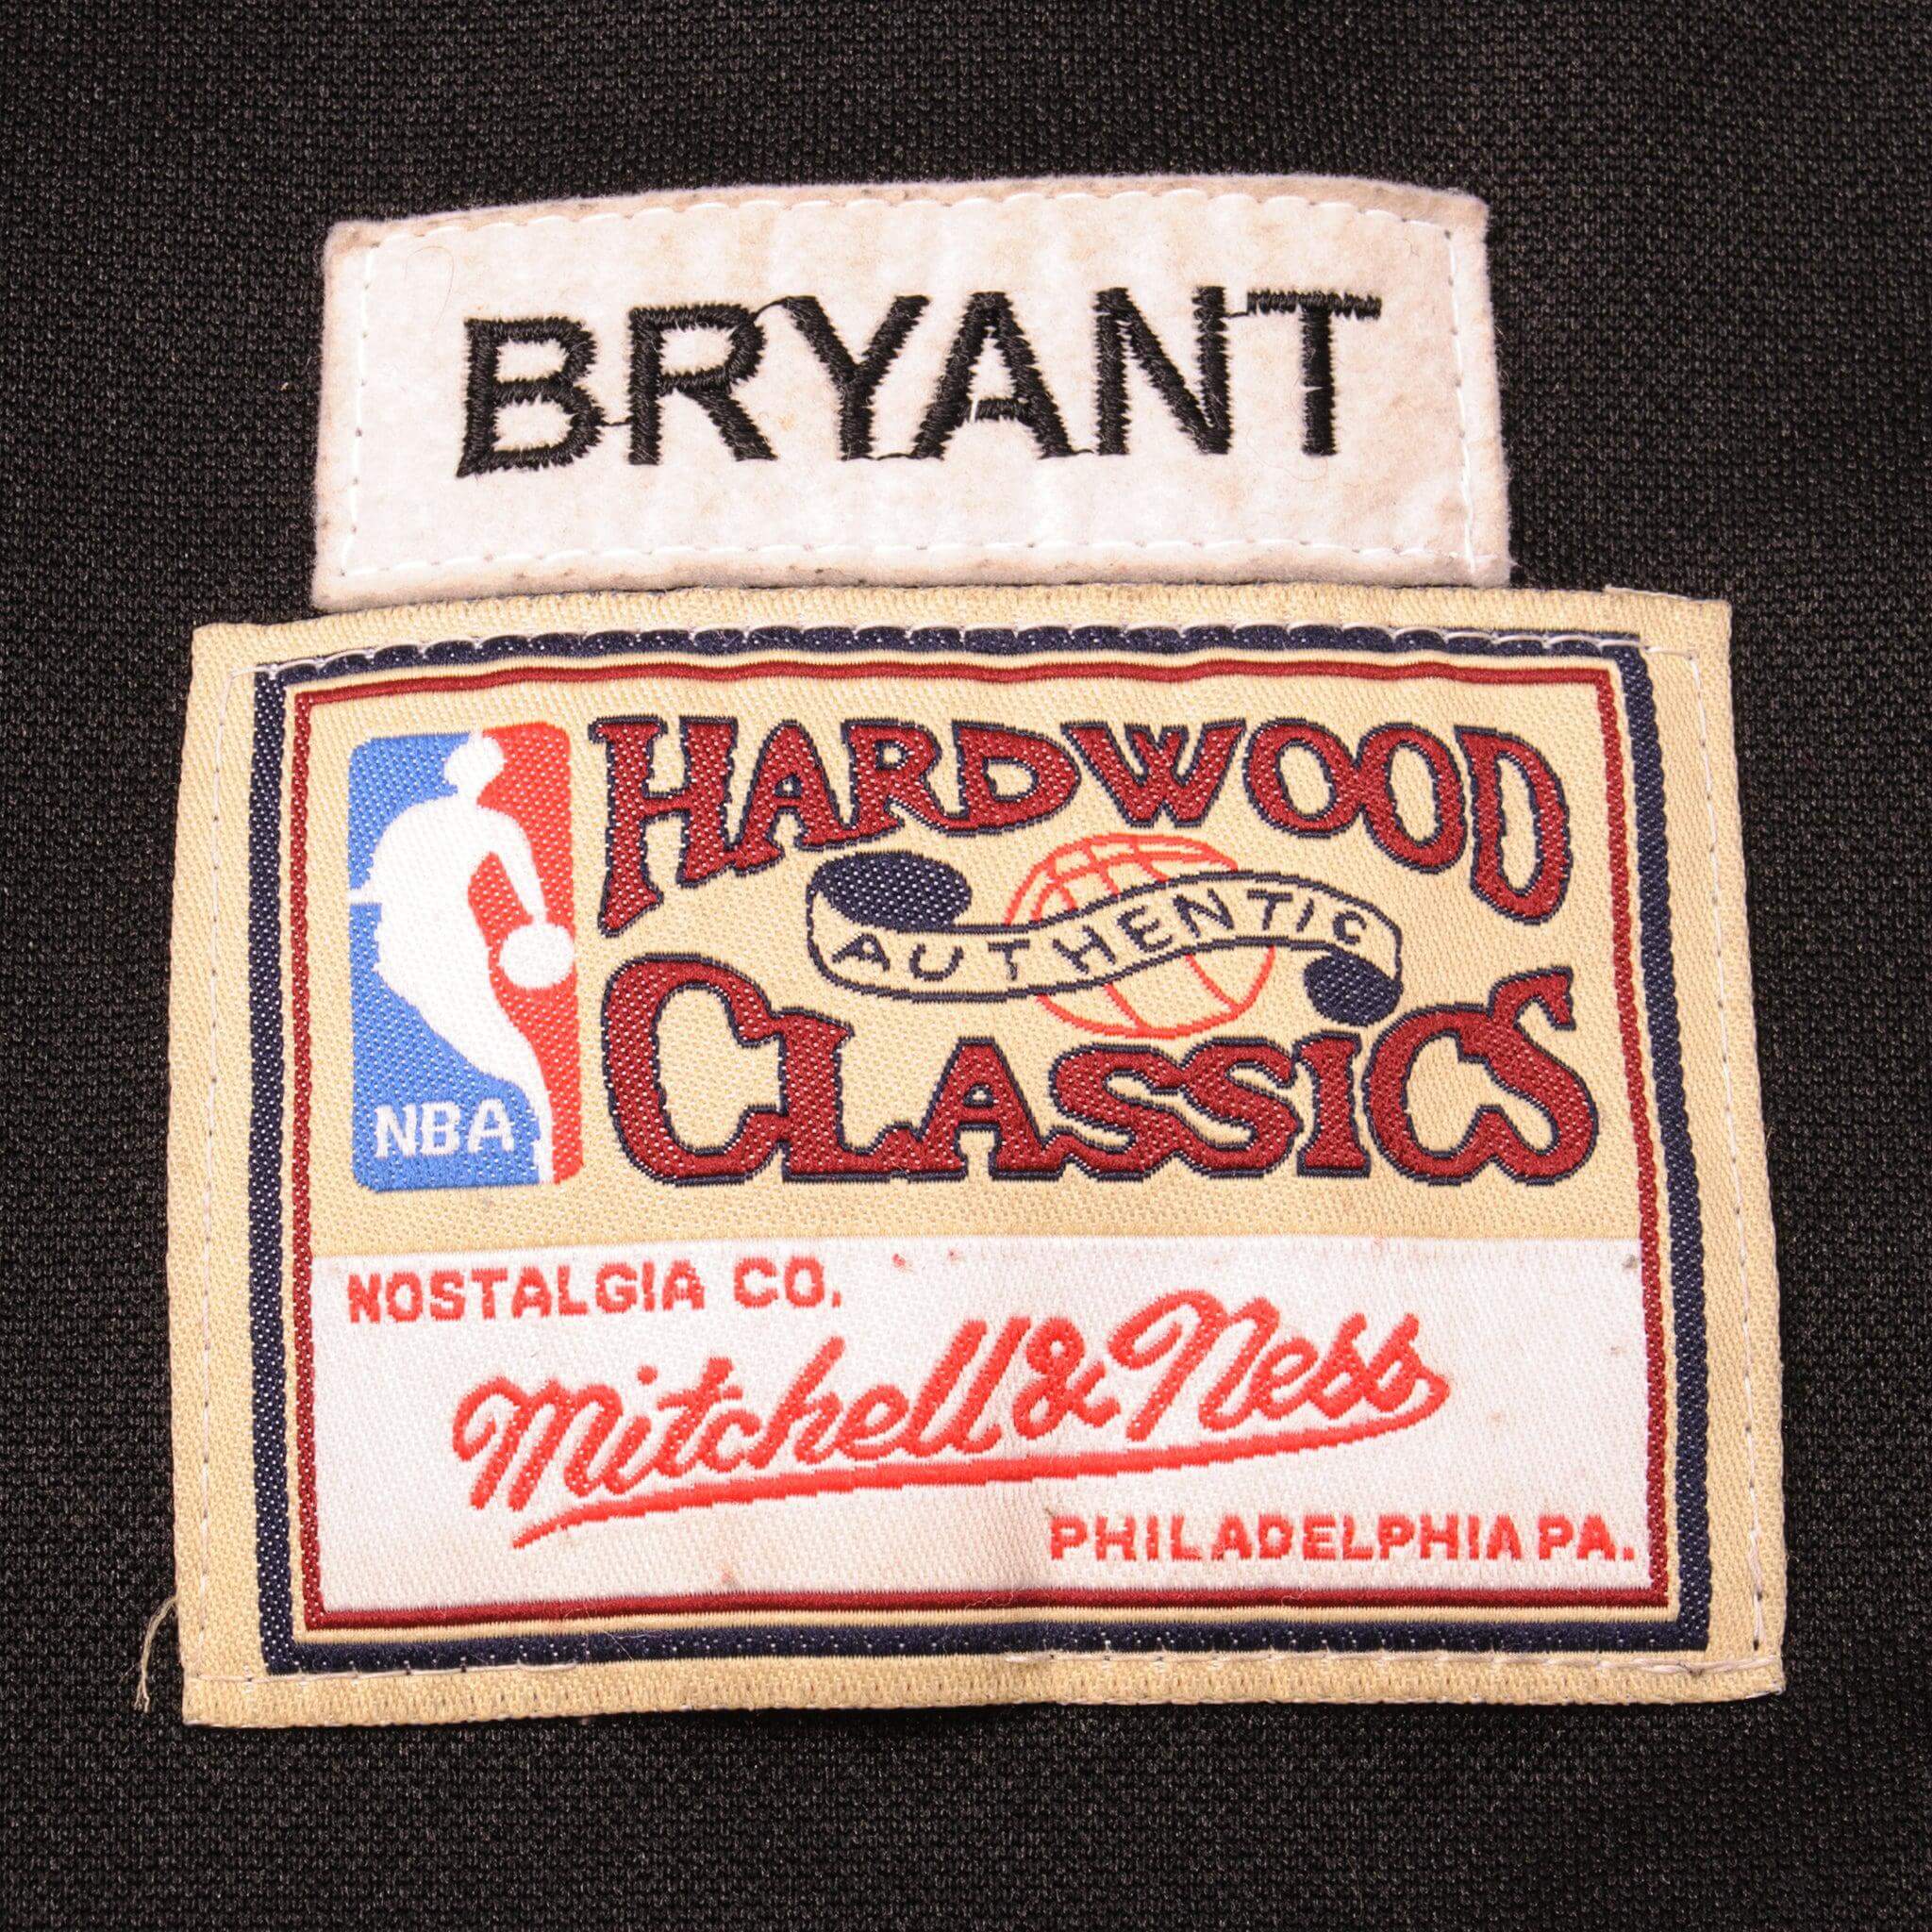 BRYANT
HARDWOOD
AUTHENTIC
CLASSICS
NBA
NOSTALGIA CO.
Mitchell & Ness
PHILADELPHIA PA.